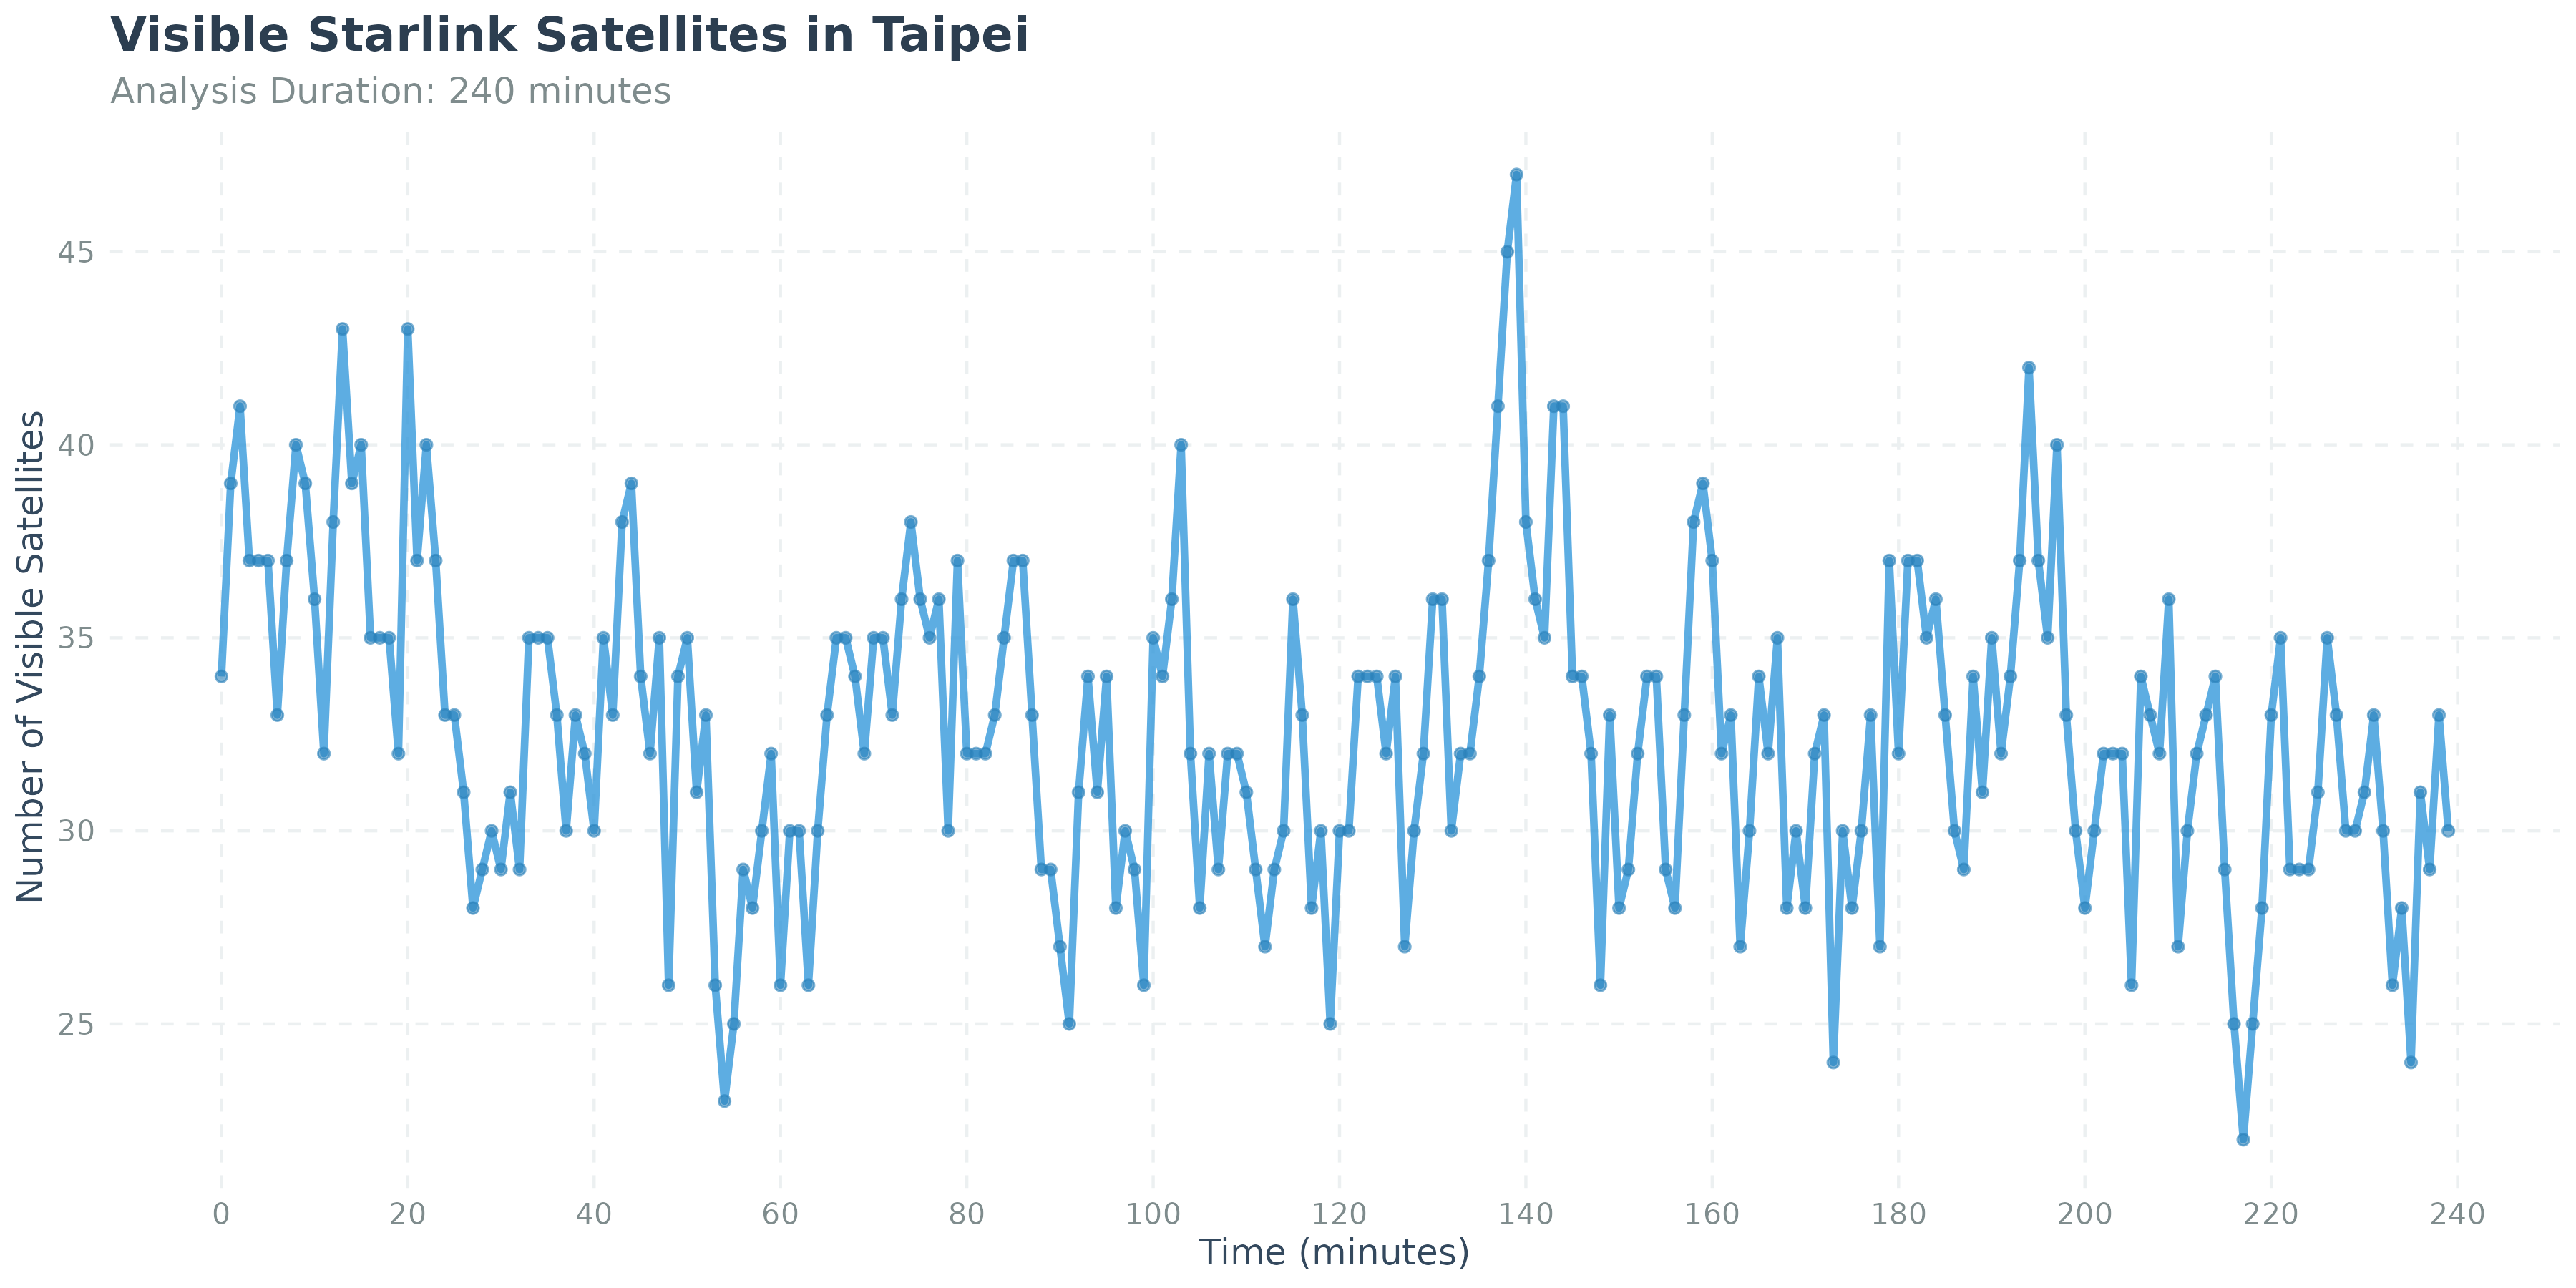 Visible Starlink Satellites in Taipei
Analysis Duration: 240 minutes
Number of Visible Satellites
45
40
35
30
25
0 20 40 60 80 100 120 140 160 180 200 220 240
Time (minutes)